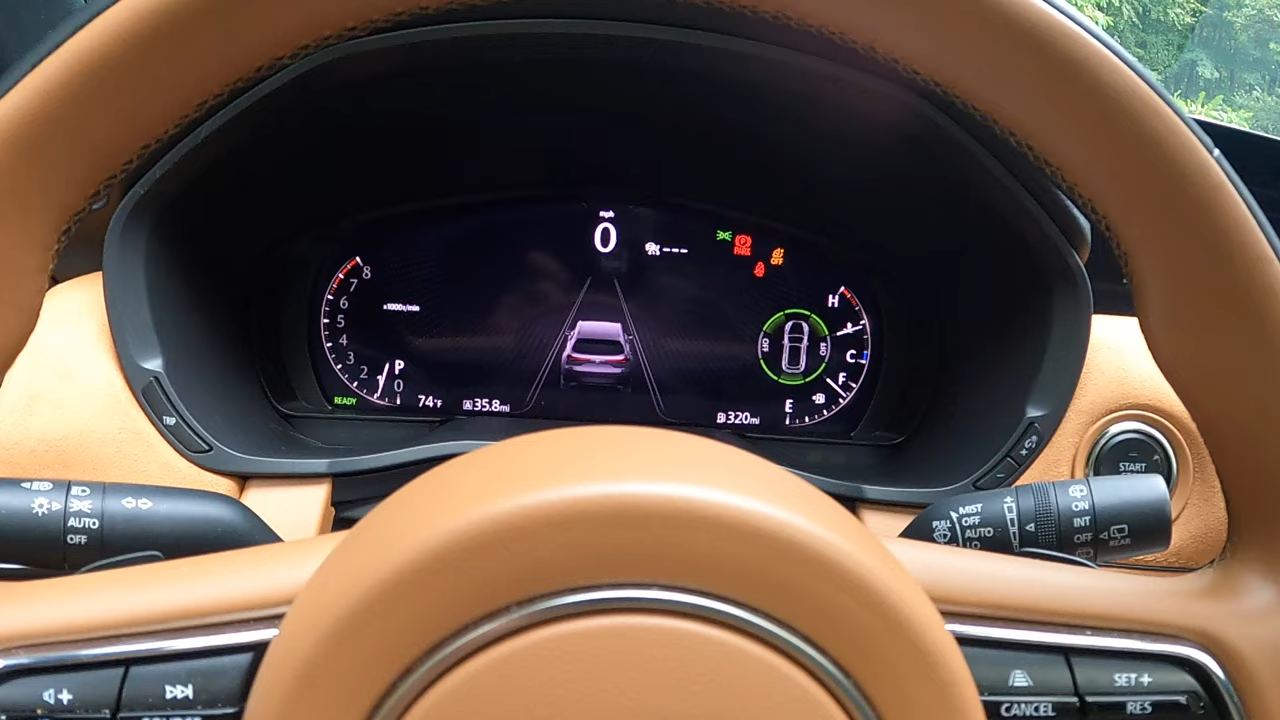 mph
0
---
PARK
OFF
8
7
6
5
4
3
2
1
0
x1000r/min
P
READY
74°F
A 35.8mi
320mi
H
C
F
E
OFF
OFF
TRIP
START
AUTO
OFF
PULL
MIST
OFF
AUTO
LO
ON
INT
OFF
REAR
+
SET+
CANCEL
RES